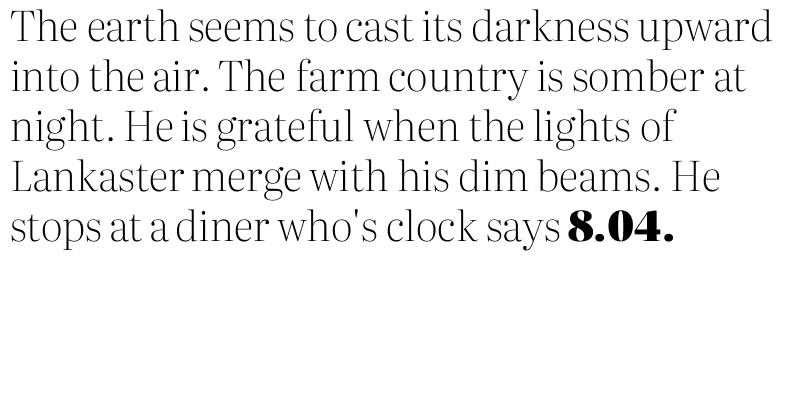 The earth seems to cast its darkness upward
into the air. The farm country is somber at
night. He is grateful when the lights of
Lankaster merge with his dim beams. He
stops at a diner who's clock says 8.04.